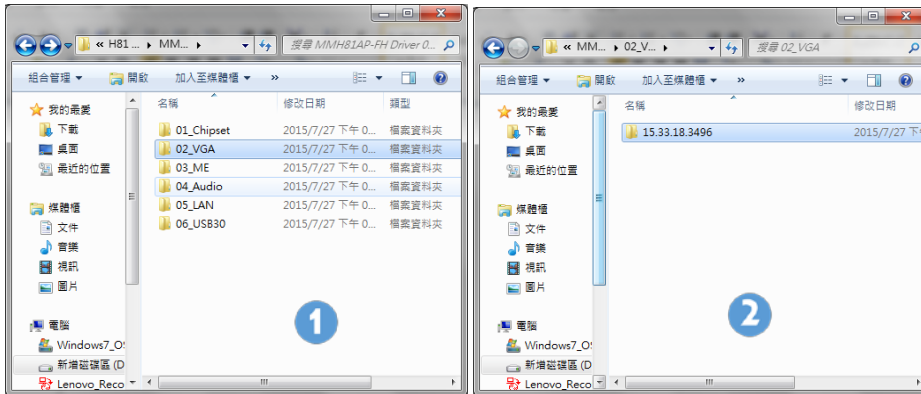 « H81 ... ▸ MM... ▸
搜尋 MMH81AP-FH Driver 0...
組合管理 ▼ 開啟 加入至媒體櫃 ▼ »
名稱 修改日期 類型
我的最愛
下載
桌面
最近的位置
媒體櫃
文件
音樂
視訊
圖片
電腦
Windows7_OS
新增磁碟區 (D
Lenovo_Reco
01_Chipset 2015/7/27 下午 0... 檔案資料夾
02_VGA 2015/7/27 下午 0... 檔案資料夾
03_ME 2015/7/27 下午 0... 檔案資料夾
04_Audio 2015/7/27 下午 0... 檔案資料夾
05_LAN 2015/7/27 下午 0... 檔案資料夾
06_USB30 2015/7/27 下午 0... 檔案資料夾
1
« MM... ▸ 02_V... ▸
搜尋 02_VGA
組合管理 ▼ 開啟 加入至媒體櫃 ▼ »
名稱 修改日期
我的最愛
下載
桌面
最近的位置
媒體櫃
文件
音樂
視訊
圖片
電腦
Windows7_OS
新增磁碟區 (D
Lenovo_Reco
15.33.18.3496 2015/7/27 下午
2